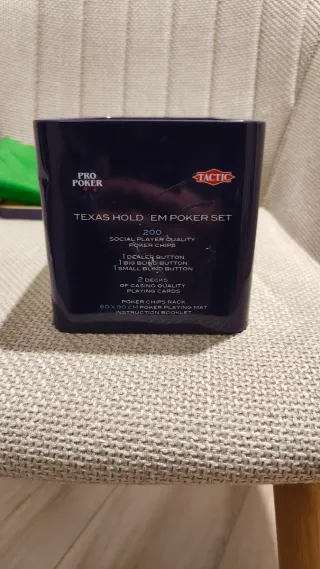 PRO
POKER
TACTIC
TEXAS HOLD 'EM POKER SET
200
SOCIAL PLAYER QUALITY
POKER CHIPS
1 DEALER BUTTON
1 BIG BLIND BUTTON
1 SMALL BLIND BUTTON
2 DECKS
OF CASINO QUALITY
PLAYING CARDS
POKER CHIPS RACK
60 X 90 CM POKER PLAYING MAT
INSTRUCTION BOOKLET